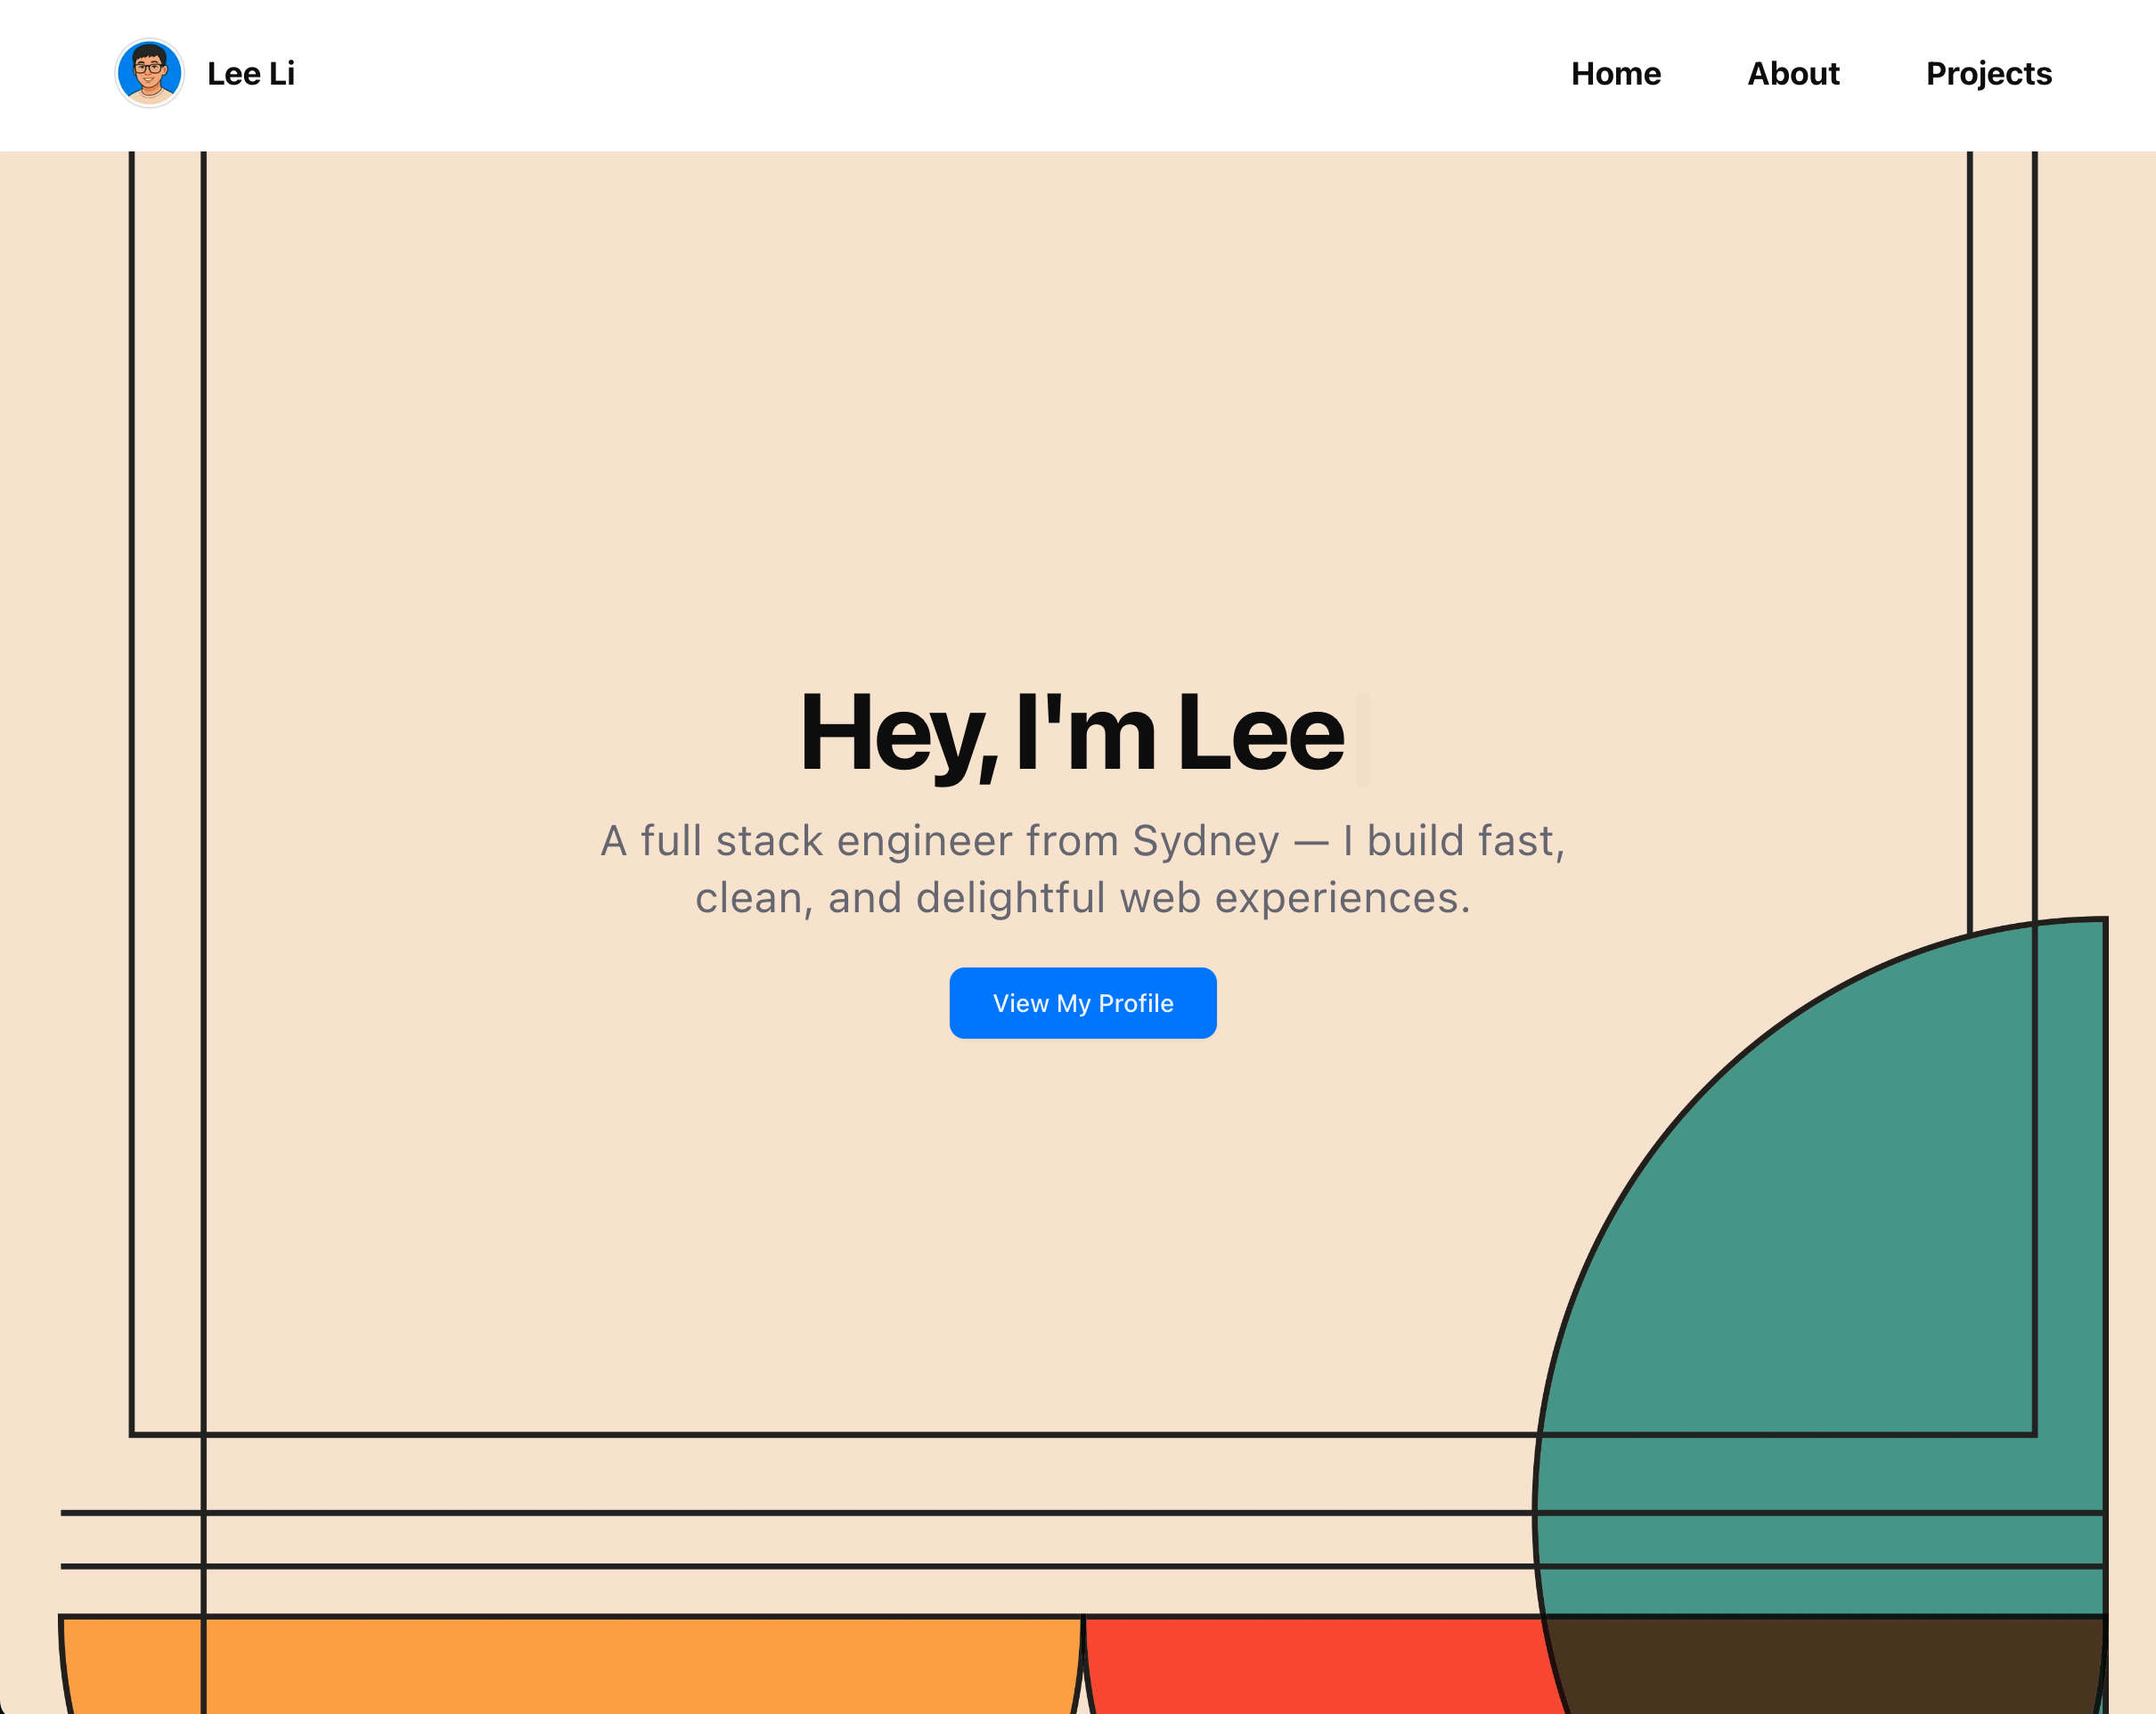 Lee Li
Home About Projects
Hey, I'm Lee
A full stack engineer from Sydney — I build fast,
clean, and delightful web experiences.
View My Profile